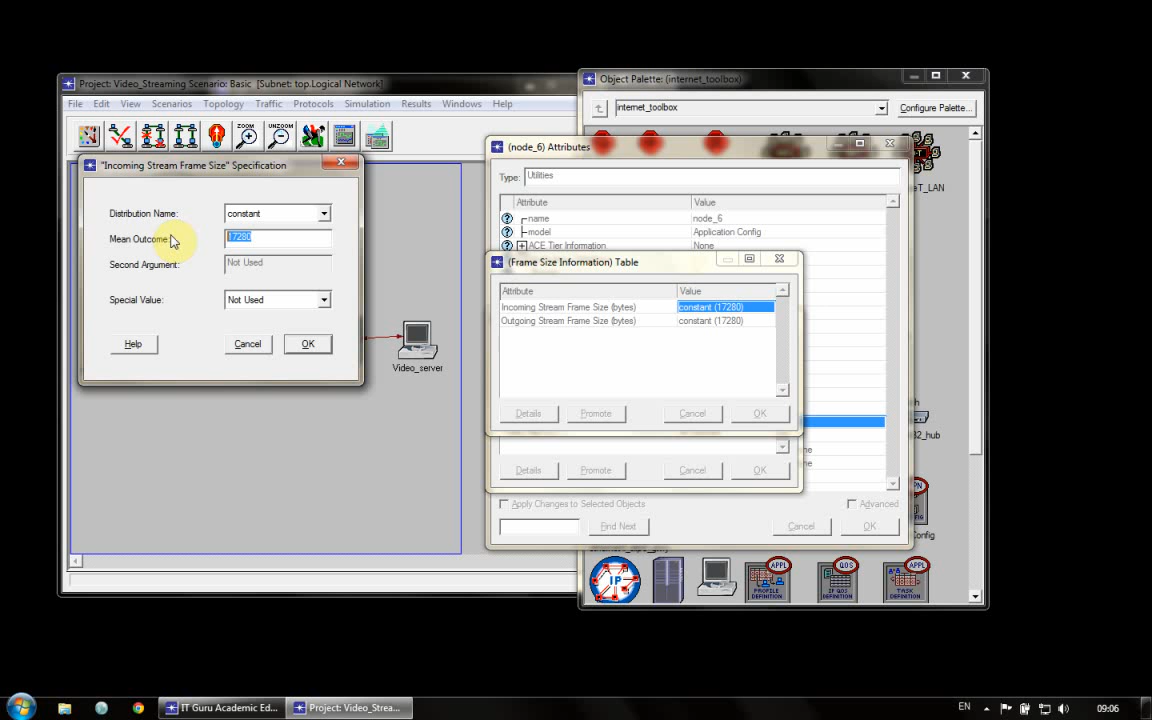 Project: Video_Streaming Scenario: Basic [Subnet: top.Logical Network]
File Edit View Scenarios Topology Traffic Protocols Simulation Results Windows Help
ZOOM
UNZOOM
"Incoming Stream Frame Size" Specification
Distribution Name: constant
Mean Outcome 17280
Second Argument: Not Used
Special Value: Not Used
Help Cancel OK
Video_server
Object Palette: (internet_toolbox)
internet_toolbox
Configure Palette...
(node_6) Attributes
Type: Utilities
Attribute Value
name node_6
model Application Config
ACE Tier Information None
(Frame Size Information) Table
Attribute Value
Incoming Stream Frame Size (bytes) constant (17280)
Outgoing Stream Frame Size (bytes) constant (17280)
Details Promote Cancel OK
Details Promote Cancel OK
Apply Changes to Selected Objects Advanced
Find Next Cancel OK
T_LAN
32_hub
onfig
IP
APPL
PROFILE
DEFINITION
QOS
IP QOS
DEFINITION
APPL
TASK
DEFINITION
IT Guru Academic Ed...
Project: Video_Strea...
EN
09:06